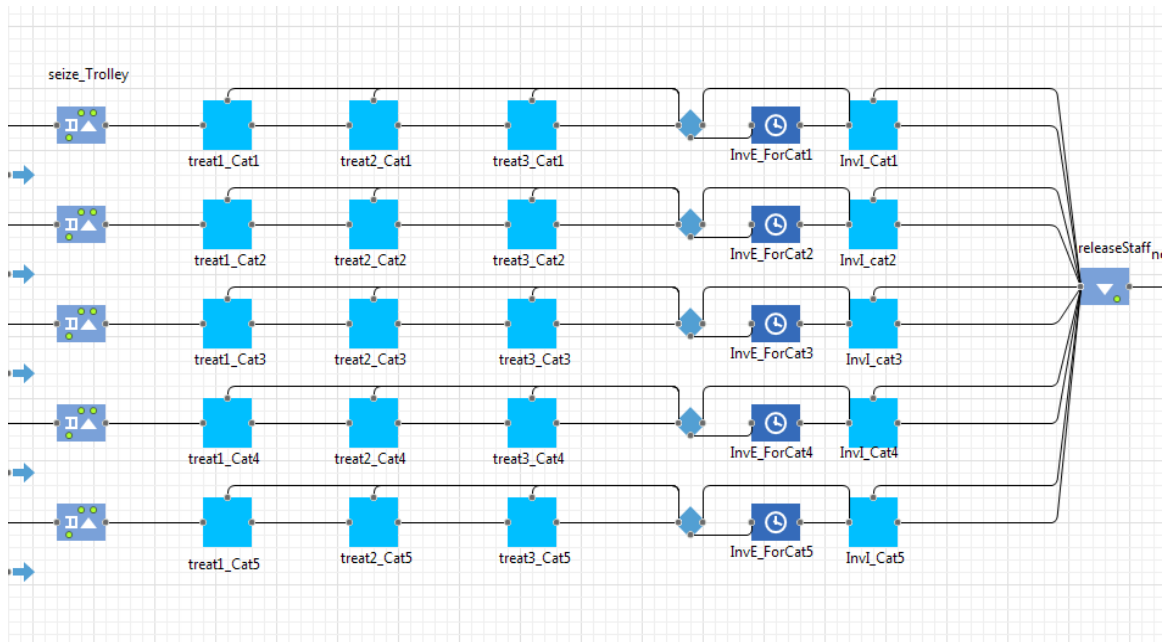 seize_Trolley
treat1_Cat1
treat2_Cat1
treat3_Cat1
InvE_ForCat1
InvI_Cat1
treat1_Cat2
treat2_Cat2
treat3_Cat2
InvE_ForCat2
InvI_cat2
releaseStaff
treat1_Cat3
treat2_Cat3
treat3_Cat3
InvE_ForCat3
InvI_cat3
treat1_Cat4
treat2_Cat4
treat3_Cat4
InvE_ForCat4
InvI_Cat4
treat1_Cat5
treat2_Cat5
treat3_Cat5
InvE_ForCat5
InvI_Cat5